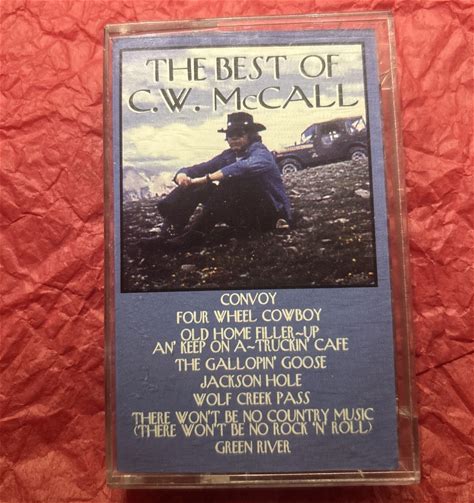 THE BEST OF
C.W. McCALL
CONVOY
FOUR WHEEL COWBOY
OLD HOME FILLER~UP
AN' KEEP ON A~TRUCKIN' CAFE
THE GALLOPIN' GOOSE
JACKSON HOLE
WOLF CREEK PASS
THERE WON'T BE NO COUNTRY MUSIC
(THERE WON'T BE NO ROCK 'N' ROLL)
GREEN RIVER